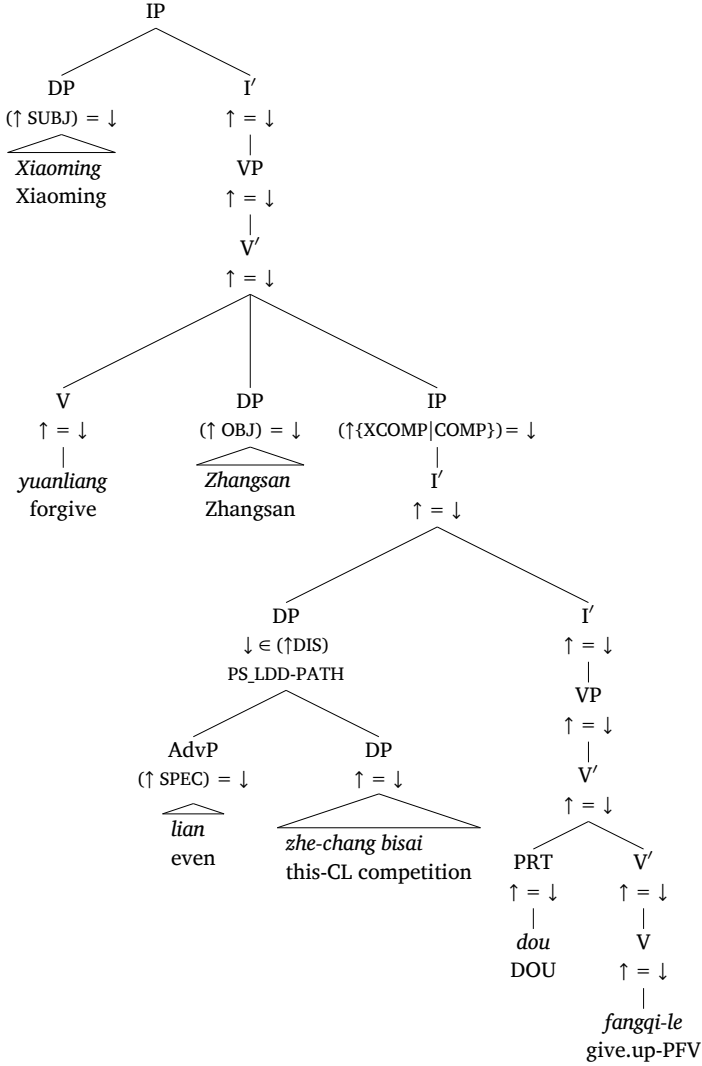 IP
DP I′
(↑ SUBJ) = ↓ ↑ = ↓
Xiaoming VP
Xiaoming ↑ = ↓
V′
↑ = ↓
V DP IP
↑ = ↓ (↑ OBJ) = ↓ (↑{XCOMP|COMP}) = ↓
yuanliang Zhangsan I′
forgive Zhangsan ↑ = ↓
DP I′
↓ ∈ (↑DIS) ↑ = ↓
PS_LDD-PATH VP
↑ = ↓
AdvP DP V′
(↑ SPEC) = ↓ ↑ = ↓ ↑ = ↓
lian zhe-chang bisai
even this-CL competition
PRT V′
↑ = ↓ ↑ = ↓
dou V
DOU ↑ = ↓
fangqi-le
give.up-PFV